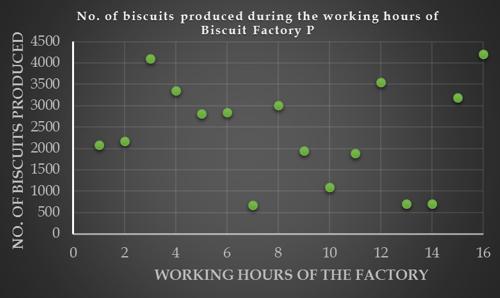 No. of biscuits produced during the working hours of
Biscuit Factory P
NO. OF BISCUITS PRODUCED
4500
4000
3500
3000
2500
2000
1500
1000
500
0
0 2 4 6 8 10 12 14 16
WORKING HOURS OF THE FACTORY